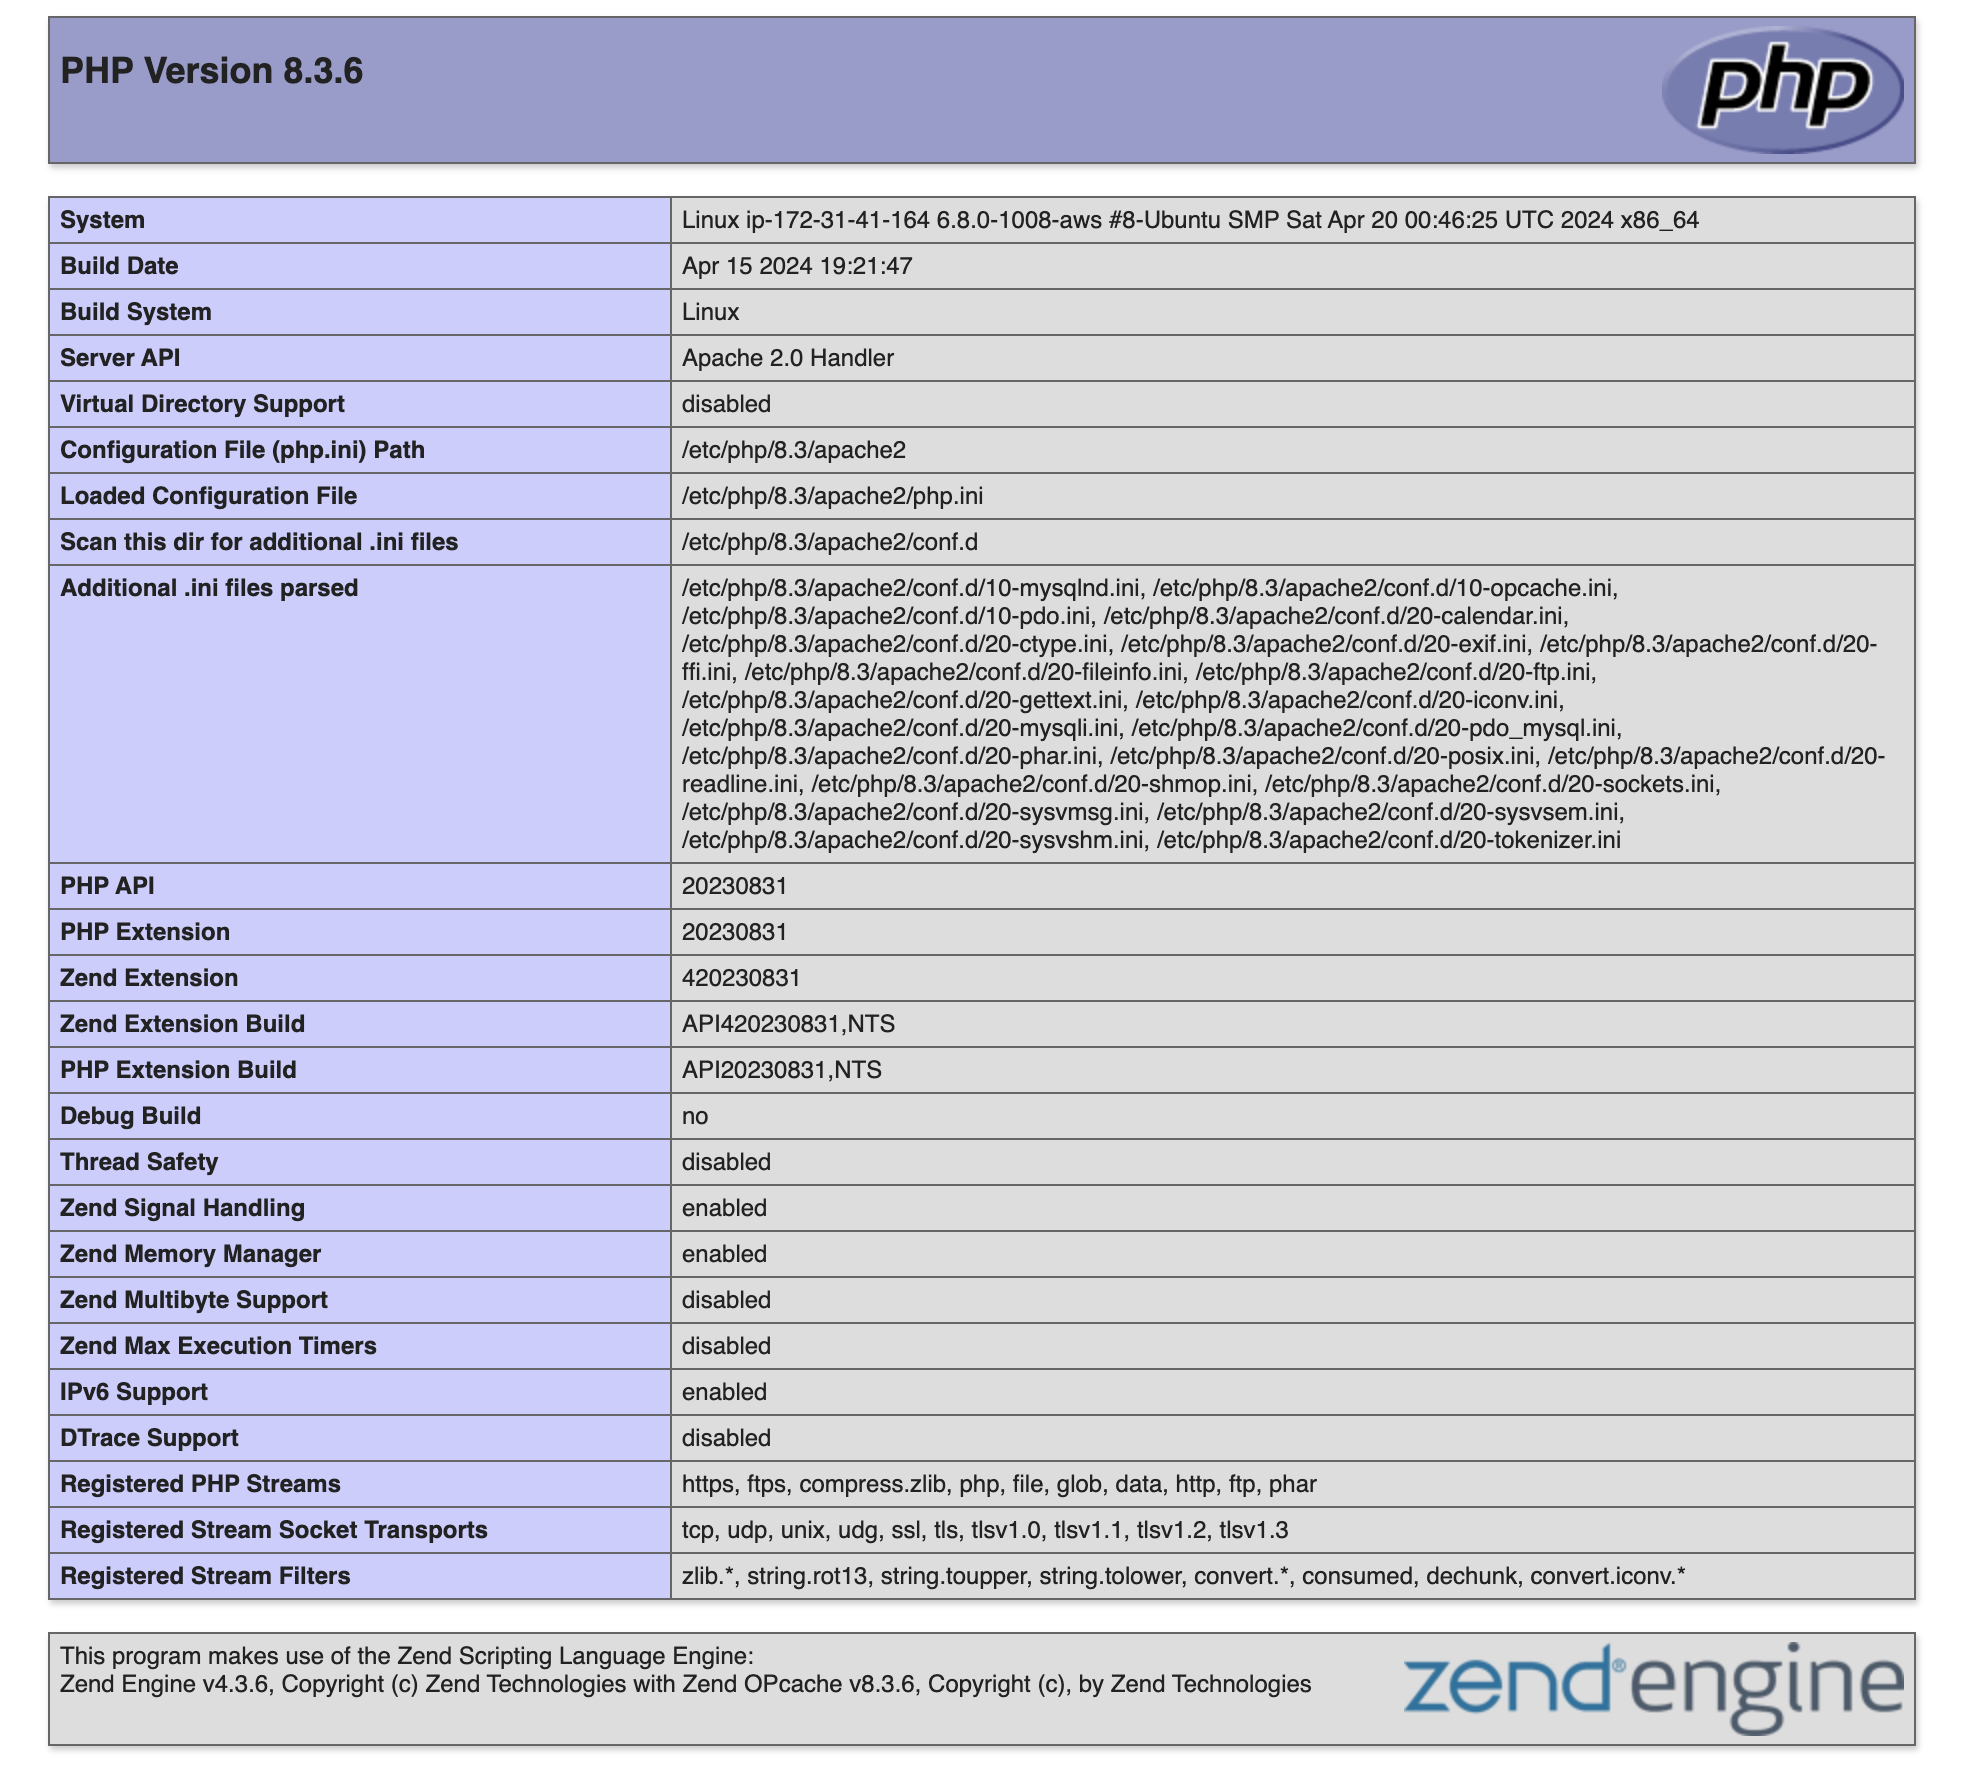 PHP Version 8.3.6
php
System Linux ip-172-31-41-164 6.8.0-1008-aws #8-Ubuntu SMP Sat Apr 20 00:46:25 UTC 2024 x86_64
Build Date Apr 15 2024 19:21:47
Build System Linux
Server API Apache 2.0 Handler
Virtual Directory Support disabled
Configuration File (php.ini) Path /etc/php/8.3/apache2
Loaded Configuration File /etc/php/8.3/apache2/php.ini
Scan this dir for additional .ini files /etc/php/8.3/apache2/conf.d
Additional .ini files parsed /etc/php/8.3/apache2/conf.d/10-mysqlnd.ini, /etc/php/8.3/apache2/conf.d/10-opcache.ini,
/etc/php/8.3/apache2/conf.d/10-pdo.ini, /etc/php/8.3/apache2/conf.d/20-calendar.ini,
/etc/php/8.3/apache2/conf.d/20-ctype.ini, /etc/php/8.3/apache2/conf.d/20-exif.ini, /etc/php/8.3/apache2/conf.d/20-
ffi.ini, /etc/php/8.3/apache2/conf.d/20-fileinfo.ini, /etc/php/8.3/apache2/conf.d/20-ftp.ini,
/etc/php/8.3/apache2/conf.d/20-gettext.ini, /etc/php/8.3/apache2/conf.d/20-iconv.ini,
/etc/php/8.3/apache2/conf.d/20-mysqli.ini, /etc/php/8.3/apache2/conf.d/20-pdo_mysql.ini,
/etc/php/8.3/apache2/conf.d/20-phar.ini, /etc/php/8.3/apache2/conf.d/20-posix.ini, /etc/php/8.3/apache2/conf.d/20-
readline.ini, /etc/php/8.3/apache2/conf.d/20-shmop.ini, /etc/php/8.3/apache2/conf.d/20-sockets.ini,
/etc/php/8.3/apache2/conf.d/20-sysvmsg.ini, /etc/php/8.3/apache2/conf.d/20-sysvsem.ini,
/etc/php/8.3/apache2/conf.d/20-sysvshm.ini, /etc/php/8.3/apache2/conf.d/20-tokenizer.ini
PHP API 20230831
PHP Extension 20230831
Zend Extension 420230831
Zend Extension Build API420230831,NTS
PHP Extension Build API20230831,NTS
Debug Build no
Thread Safety disabled
Zend Signal Handling enabled
Zend Memory Manager enabled
Zend Multibyte Support disabled
Zend Max Execution Timers disabled
IPv6 Support enabled
DTrace Support disabled
Registered PHP Streams https, ftps, compress.zlib, php, file, glob, data, http, ftp, phar
Registered Stream Socket Transports tcp, udp, unix, udg, ssl, tls, tlsv1.0, tlsv1.1, tlsv1.2, tlsv1.3
Registered Stream Filters zlib.*, string.rot13, string.toupper, string.tolower, convert.*, consumed, dechunk, convert.iconv.*
This program makes use of the Zend Scripting Language Engine:
Zend Engine v4.3.6, Copyright (c) Zend Technologies with Zend OPcache v8.3.6, Copyright (c), by Zend Technologies
zend®engine